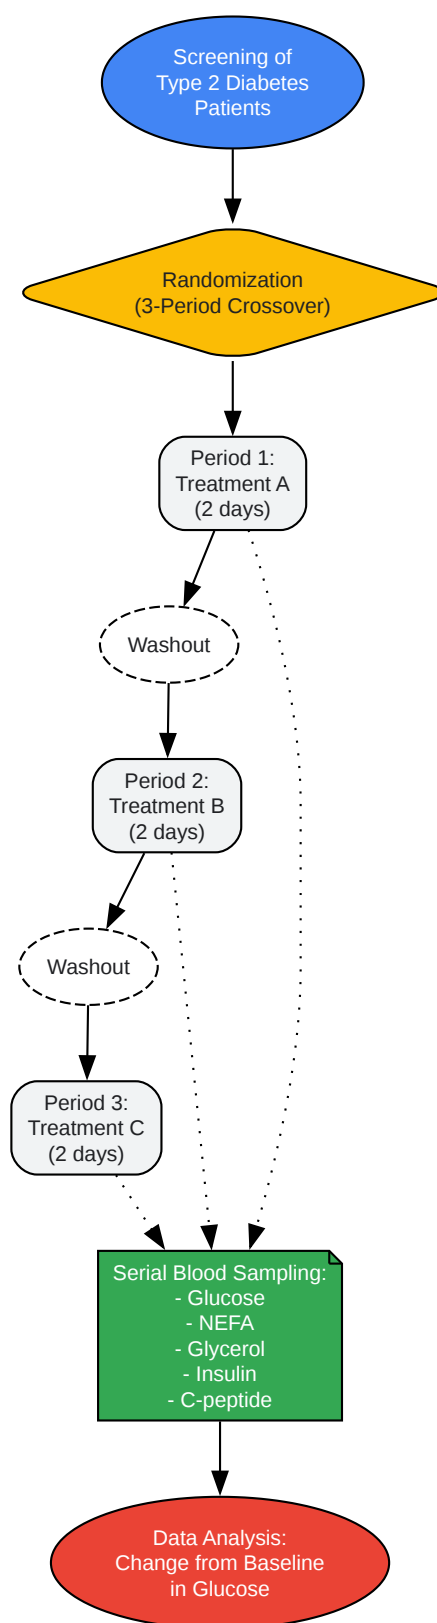 Screening of
Type 2 Diabetes
Patients
Randomization
(3-Period Crossover)
Period 1:
Treatment A
(2 days)
Washout
Period 2:
Treatment B
(2 days)
Washout
Period 3:
Treatment C
(2 days)
Serial Blood Sampling:
- Glucose
- NEFA
- Glycerol
- Insulin
- C-peptide
Data Analysis:
Change from Baseline
in Glucose